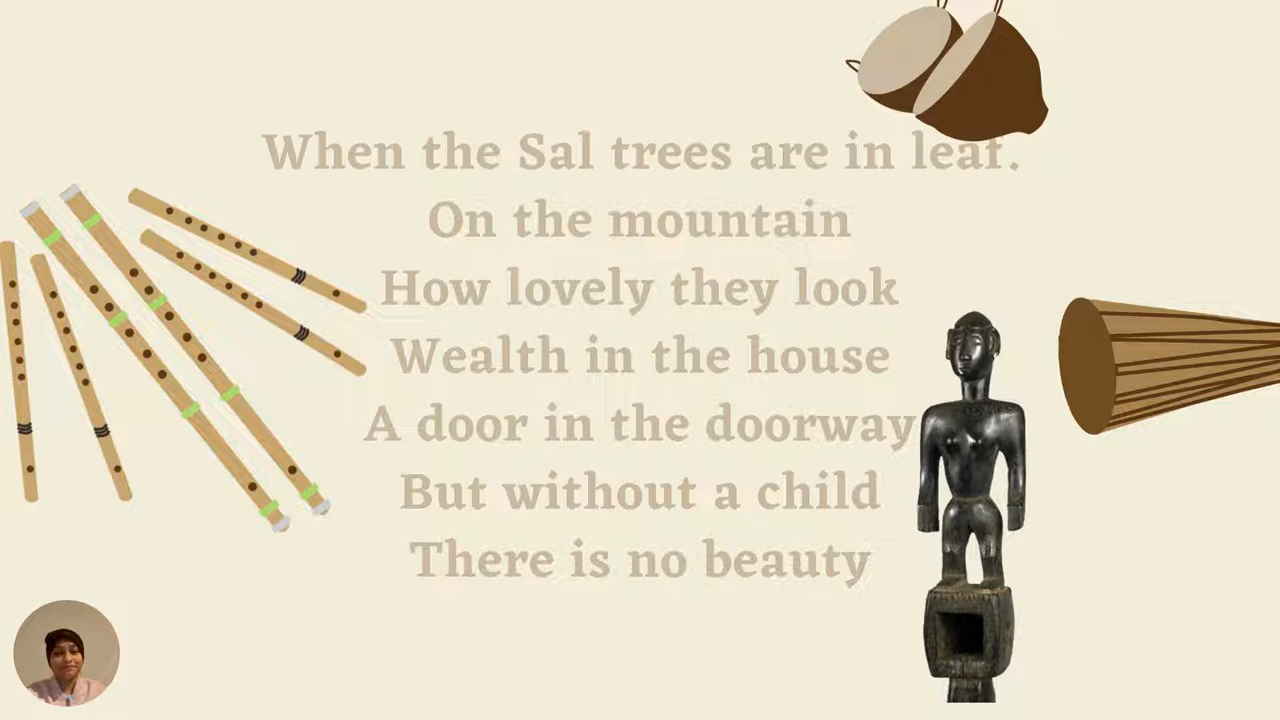 When the Sal trees are in leaf.
On the mountain
How lovely they look
Wealth in the house
A door in the doorway
But without a child
There is no beauty